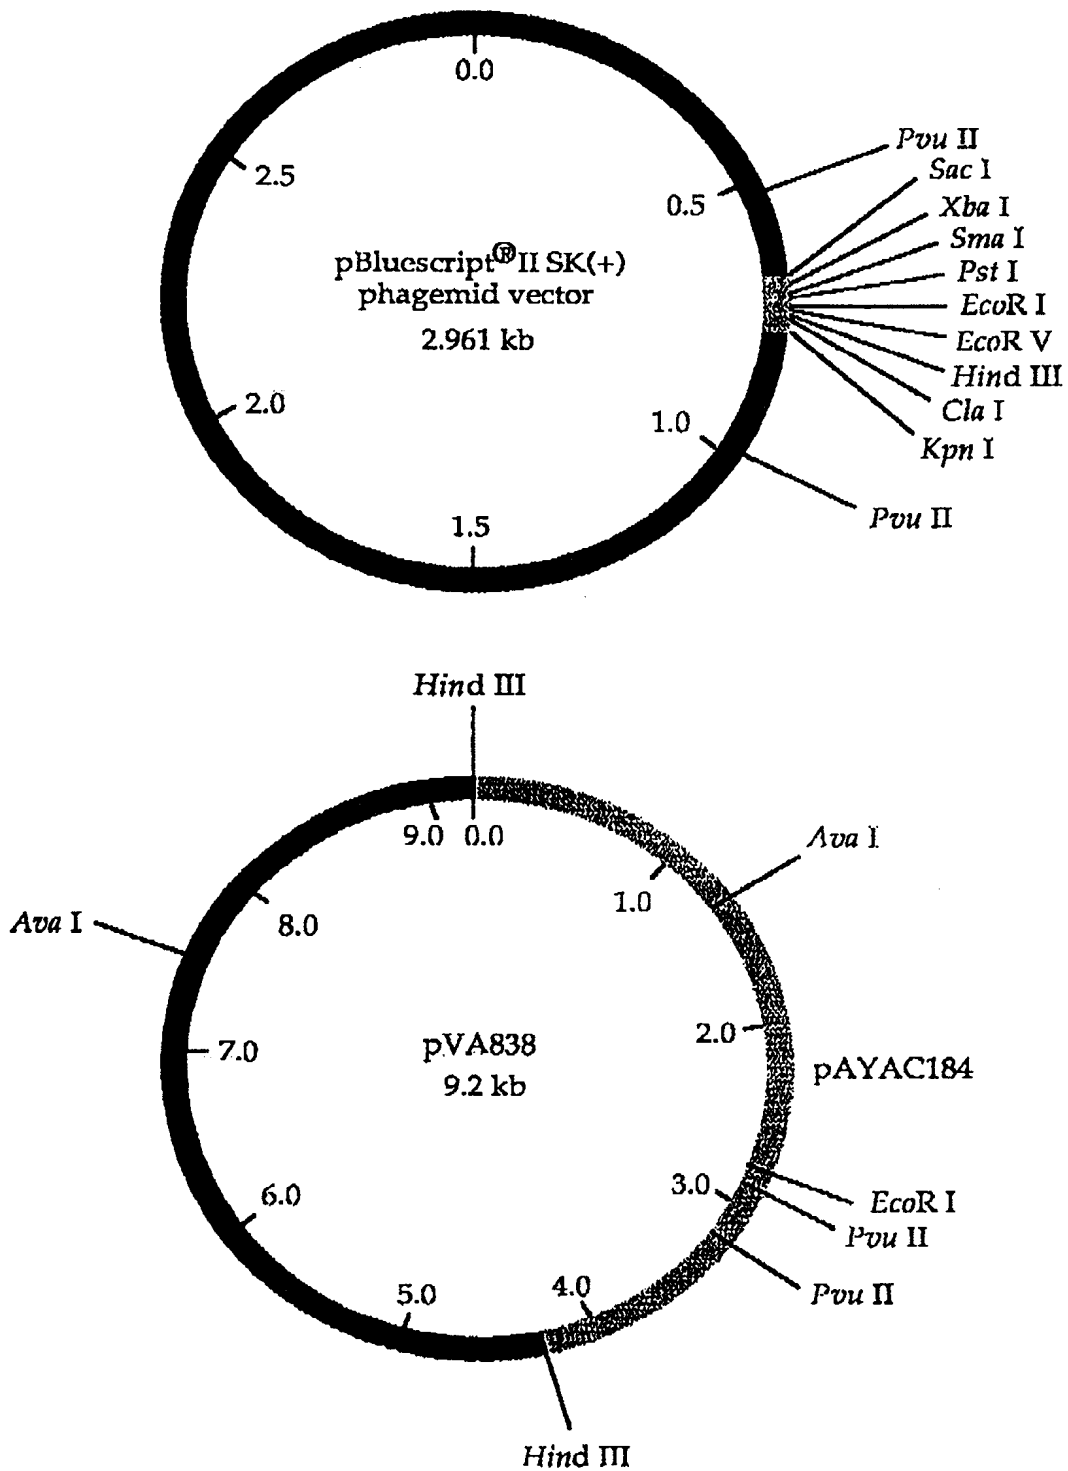 0.0
Pvu II
Sac I
2.5
Xba I
0.5
Sma I
pBluescript®II SK(+)
Pst I
phagemid vector
EcoR I
2.961 kb
EcoR V
Hind III
2.0
Cla I
1.0
Kpn I
Pvu II
1.5
Hind III
9.0
0.0
Ava I
1.0
Ava I
8.0
2.0
pVA838
7.0
pAYAC184
9.2 kb
3.0
6.0
EcoR I
Pvu II
4.0
5.0
Pvu II
Hind III